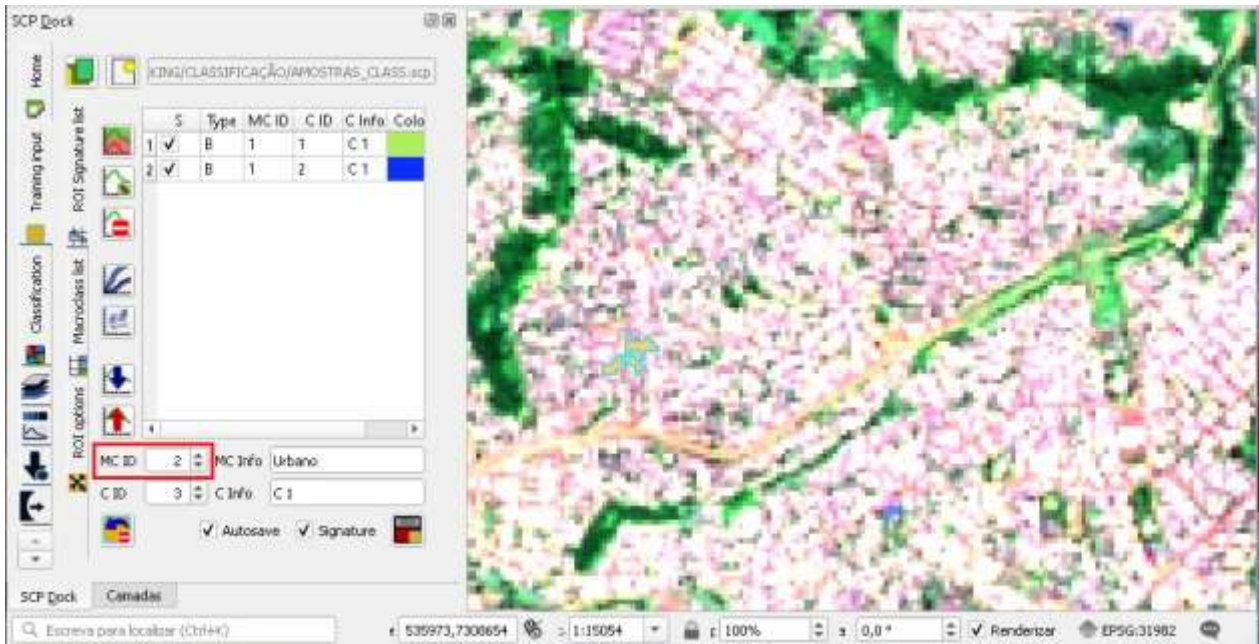 SCP Dock
Home
Training input
Classification
ROI Signature list
Macroclass list
ROI options
KING/CLASSIFICAÇÃO/AMOSTRAS_CLASS.scp
S Type MC ID C ID C Info Colo
1 B 1 1 C 1
2 B 1 2 C 1
MC ID 2 MC Info Urbano
C ID 3 C Info C 1
Autosave Signature
SCP Dock Camadas
Escreva para localizar (Ctrl+K) 535973,7308654 1:15054 100% 0,0 ° Renderizar EPSG:31982